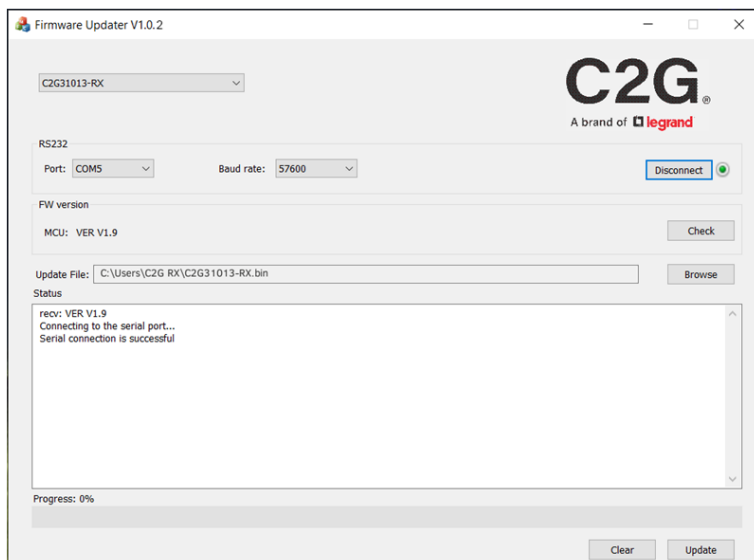 Firmware Updater V1.0.2
C2G31013-RX
C2G®
A brand of legrand
RS232
Port: COM5 Baud rate: 57600 Disconnect
FW version
MCU: VER V1.9 Check
Update File: C:\Users\C2G RX\C2G31013-RX.bin Browse
Status
recv: VER V1.9
Connecting to the serial port...
Serial connection is successful
Progress: 0%
Clear Update